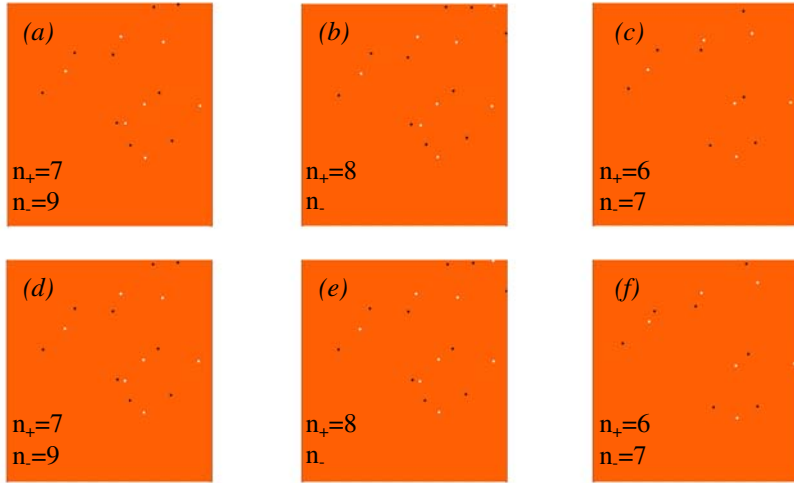 (a)
(b)
(c)
n₊=7
n₋=9
n₊=8
n₋
n₊=6
n₋=7
(d)
(e)
(f)
n₊=7
n₋=9
n₊=8
n₋
n₊=6
n₋=7